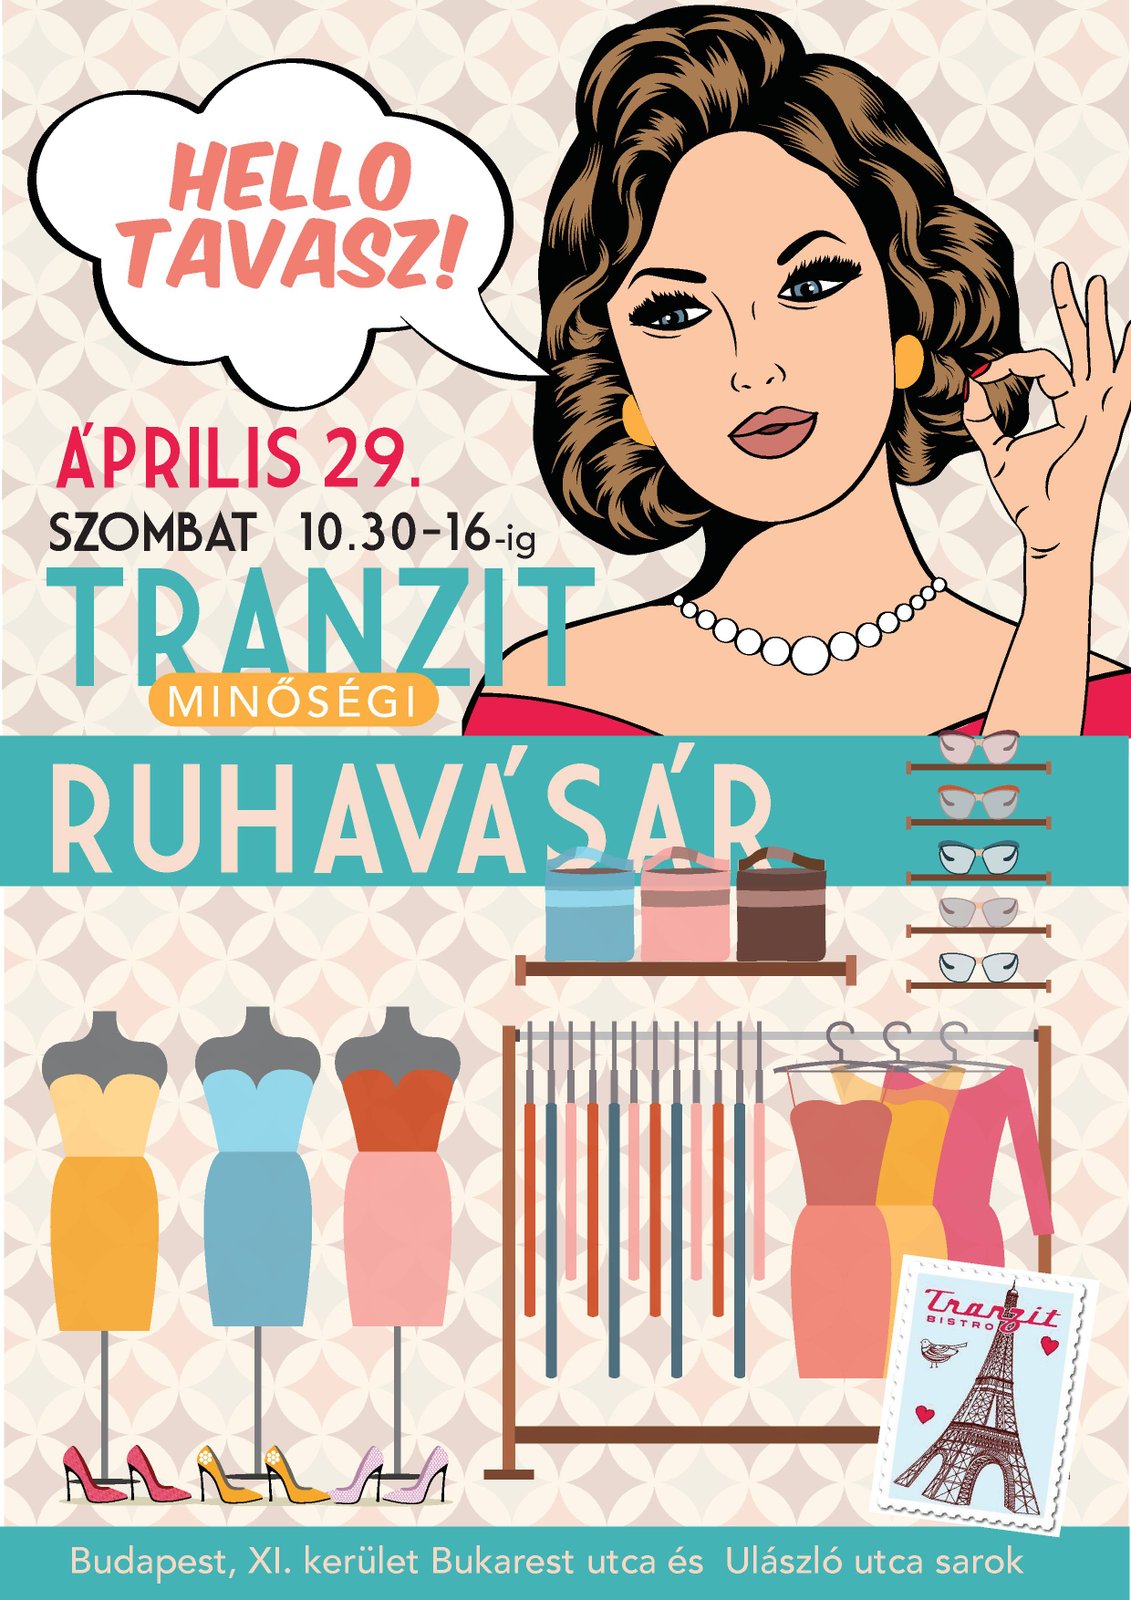 HELLO
TAVASZ!
ÁPRILIS 29.
SZOMBAT 10.30-16-ig
TRANZIT
MINŐSÉGI
RUHAVÁSÁR
Tranzit
BISTRO
Budapest, XI. kerület Bukarest utca és Ulászló utca sarok